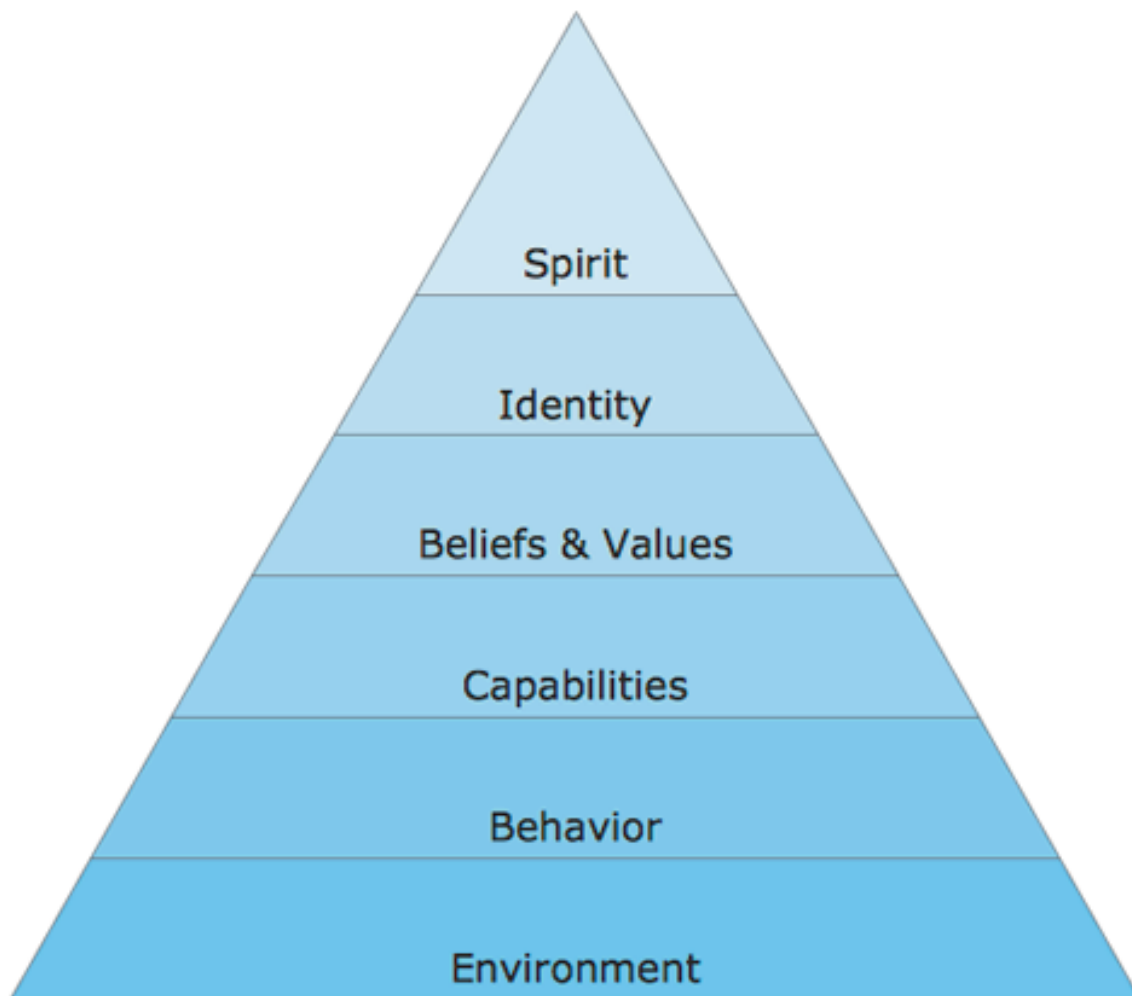 Spirit
Identity
Beliefs & Values
Capabilities
Behavior
Environment